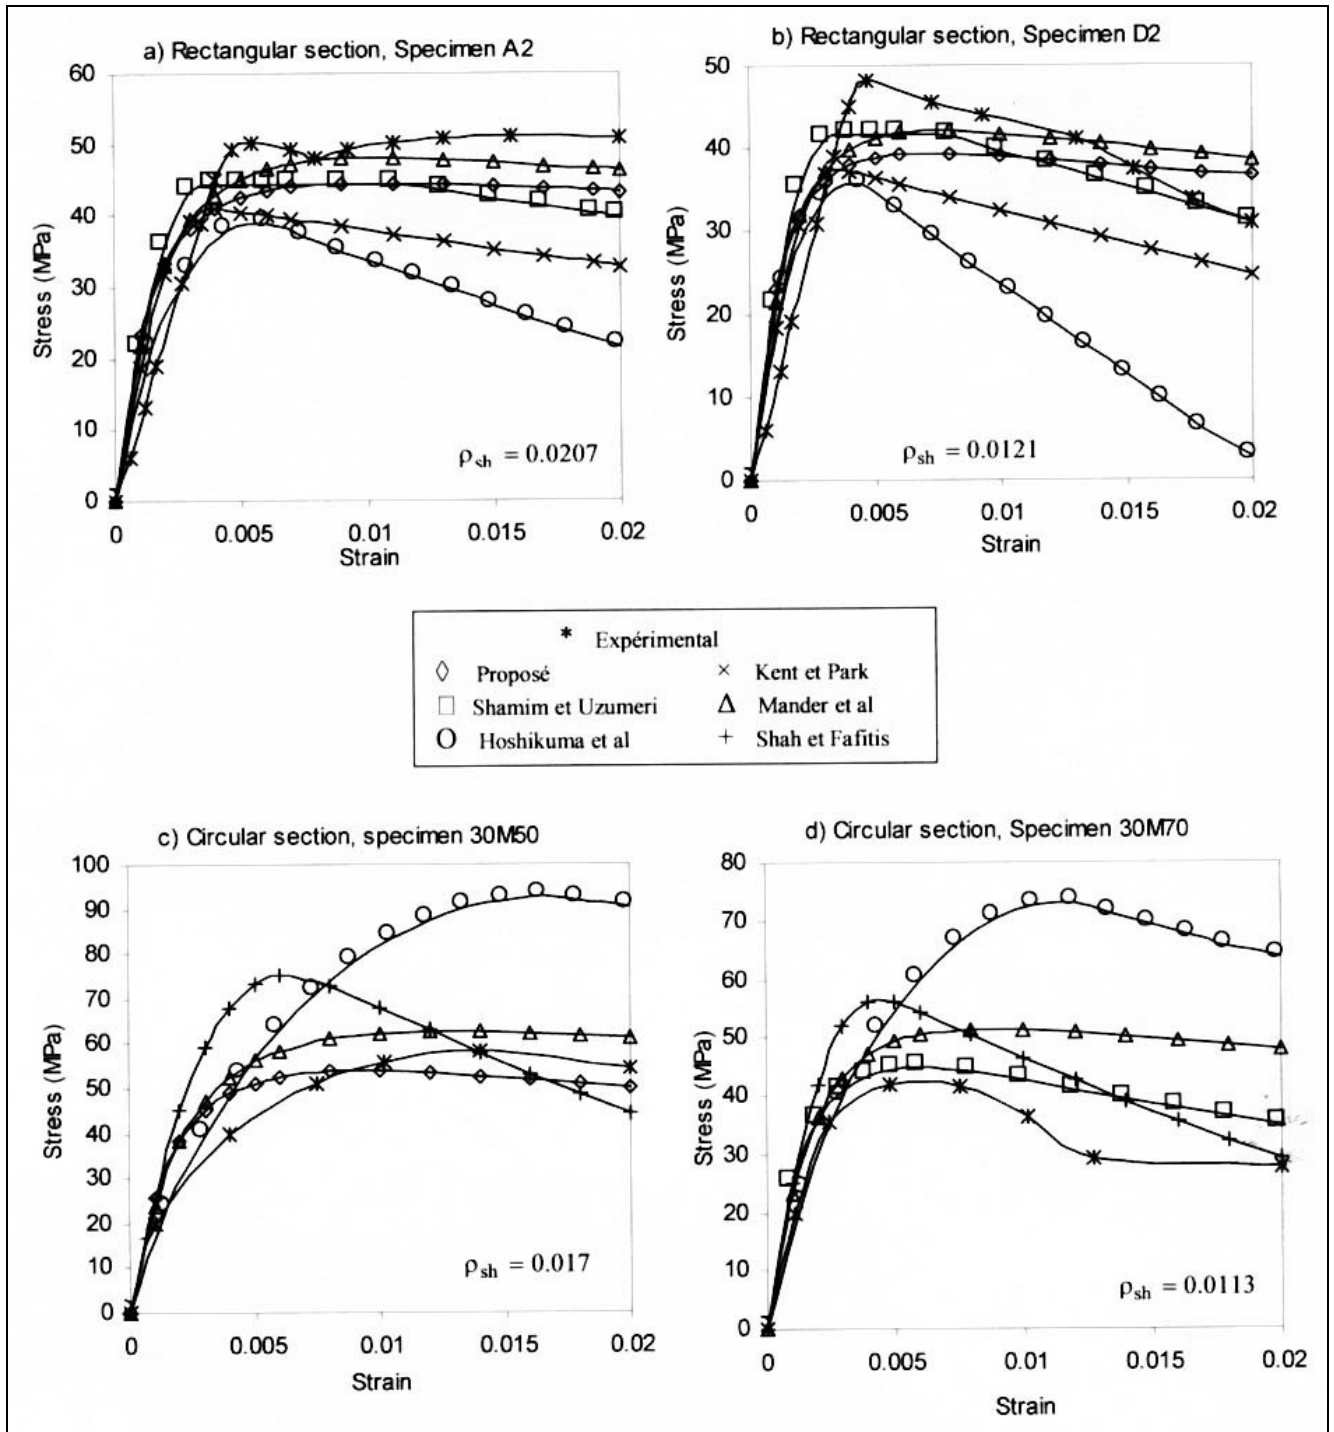 a) Rectangular section, Specimen A2
60
50
40
30
20
10
0
Stress (MPa)
ρsh = 0.0207
0 0.005 0.01 0.015 0.02
Strain
b) Rectangular section, Specimen D2
50
40
30
20
10
0
Stress (MPa)
ρsh = 0.0121
0 0.005 0.01 0.015 0.02
Strain
* Expérimental
◊ Proposé × Kent et Park
□ Shamim et Uzumeri Δ Mander et al
O Hoshikuma et al + Shah et Fafitis
c) Circular section, specimen 30M50
100
90
80
70
60
50
40
30
20
10
0
Stress (MPa)
ρsh = 0.017
0 0.005 0.01 0.015 0.02
Strain
d) Circular section, Specimen 30M70
80
70
60
50
40
30
20
10
0
Stress (MPa)
ρsh = 0.0113
0 0.005 0.01 0.015 0.02
Strain